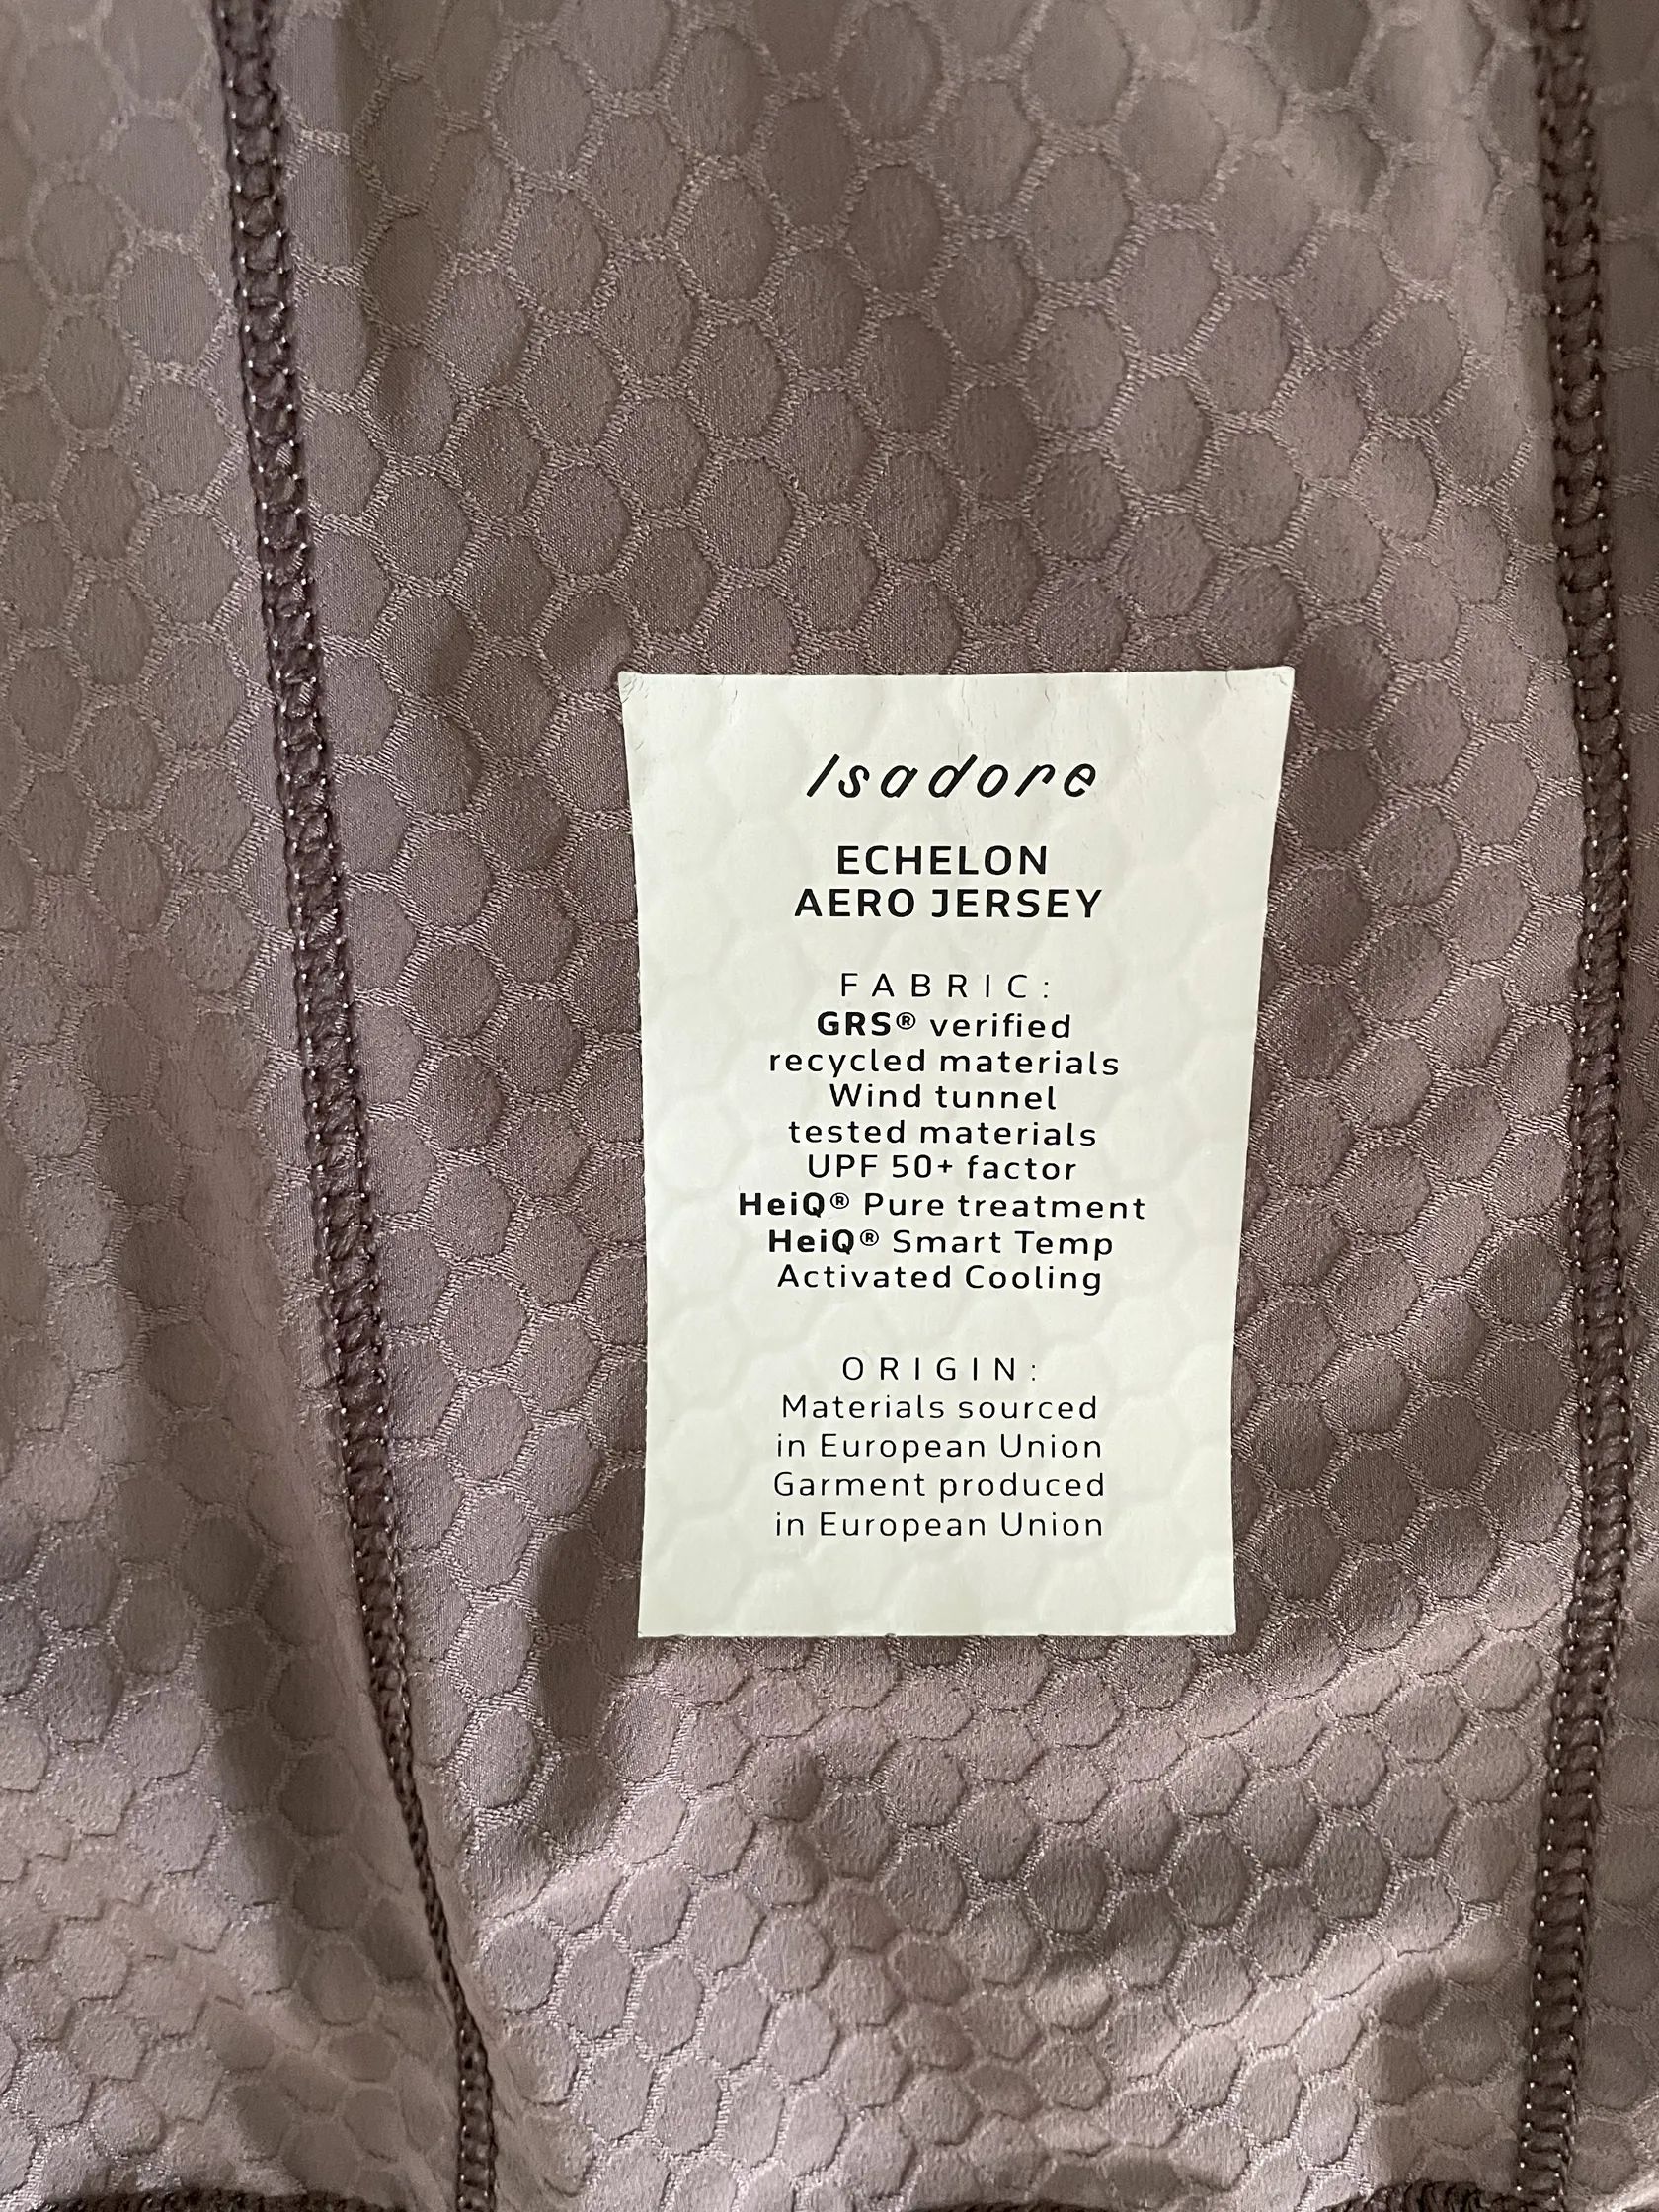 Isadore
ECHELON
AERO JERSEY
FABRIC:
GRS® verified
recycled materials
Wind tunnel
tested materials
UPF 50+ factor
HeiQ® Pure treatment
HeiQ® Smart Temp
Activated Cooling
ORIGIN:
Materials sourced
in European Union
Garment produced
in European Union